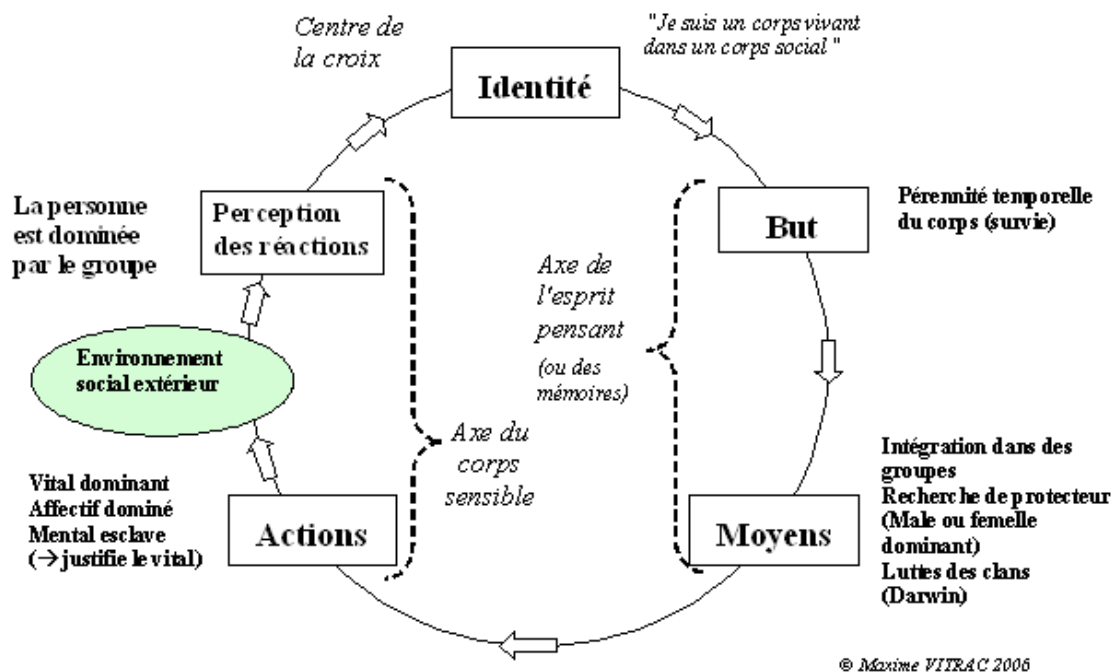 Centre de
la croix
Identité
"Je suis un corps vivant
dans un corps social "
La personne
est dominée
par le groupe
Perception
des réactions
But
Pérennité temporelle
du corps (survie)
Axe de
l'esprit
pensant
(ou des
mémoires)
Environnement
social extérieur
Axe du
corps
sensible
Vital dominant
Affectif dominé
Mental esclave
(→ justifie le vital)
Actions
Moyens
Intégration dans des
groupes
Recherche de protecteur
(Male ou femelle
dominant)
Luttes des clans
(Darwin)
© Maxime VITRAC 2006